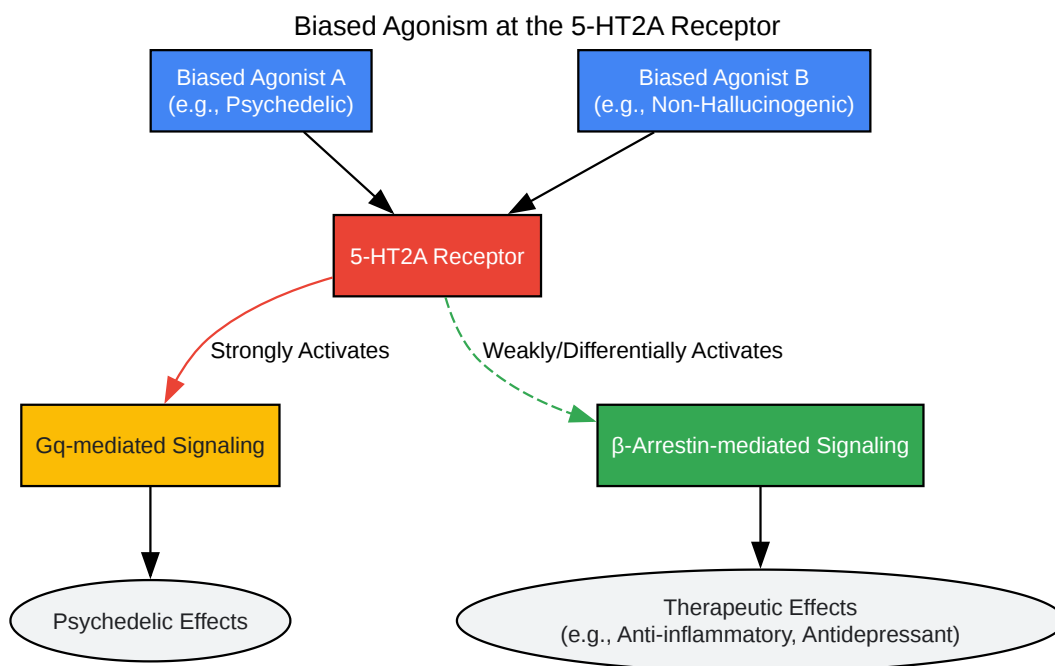 Biased Agonism at the 5-HT2A Receptor
Biased Agonist A
(e.g., Psychedelic)
Biased Agonist B
(e.g., Non-Hallucinogenic)
5-HT2A Receptor
Strongly Activates
Weakly/Differentially Activates
Gq-mediated Signaling
β-Arrestin-mediated Signaling
Psychedelic Effects
Therapeutic Effects
(e.g., Anti-inflammatory, Antidepressant)